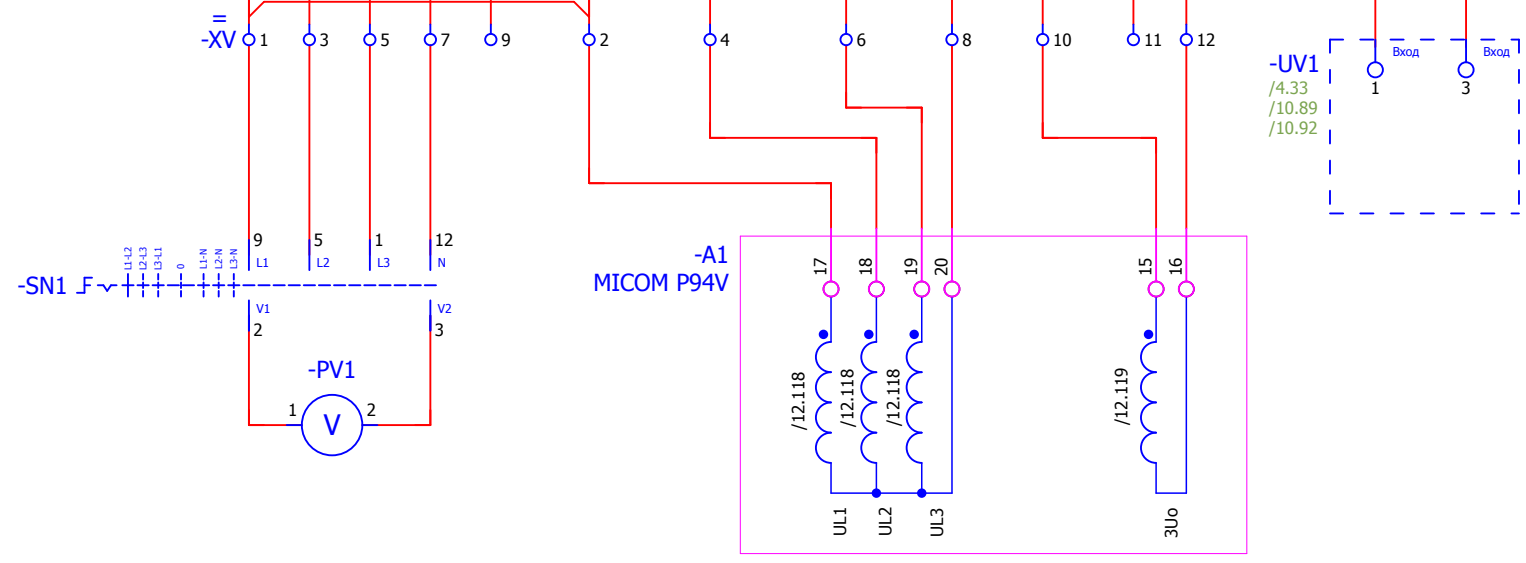 =
-XV
1
3
5
7
9
2
4
6
8
10
11
12
-UV1
/4.33
/10.89
/10.92
Вход
1
Вход
3
9
L1
5
L2
1
L3
12
N
-SN1
L1-L2
L2-L3
L3-L1
0
L1-N
L2-N
L3-N
V1
2
V2
3
-PV1
1
V
2
-A1
MICOM P94V
17
18
19
20
15
16
/12.118
/12.118
/12.118
/12.119
UL1
UL2
UL3
3Uo